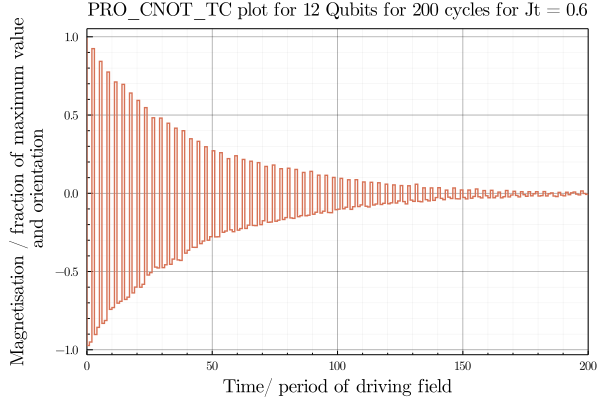 PRO_CNOT_TC plot for 12 Qubits for 200 cycles for Jt = 0.6
Magnetisation / fraction of maximum value
and orientation
1.0
0.5
0.0
−0.5
−1.0
0
50
100
150
200
Time/ period of driving field